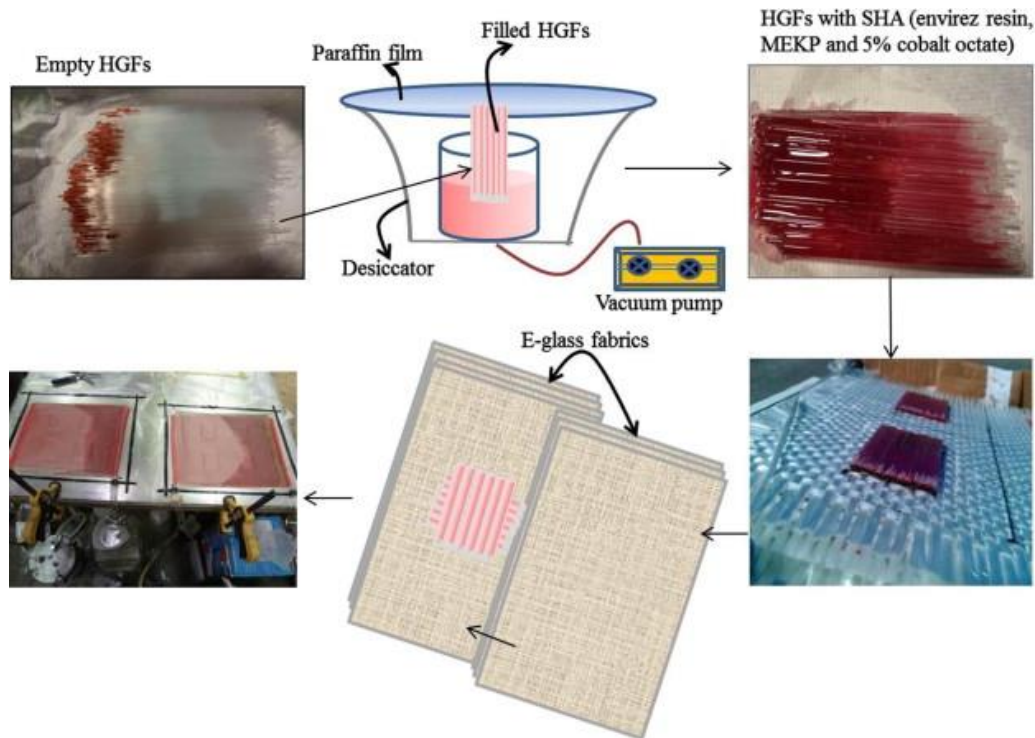 Empty HGFs
Paraffin film
Filled HGFs
HGFs with SHA (envirez resin,
MEKP and 5% cobalt octate)
Desiccator
Vacuum pump
E-glass fabrics